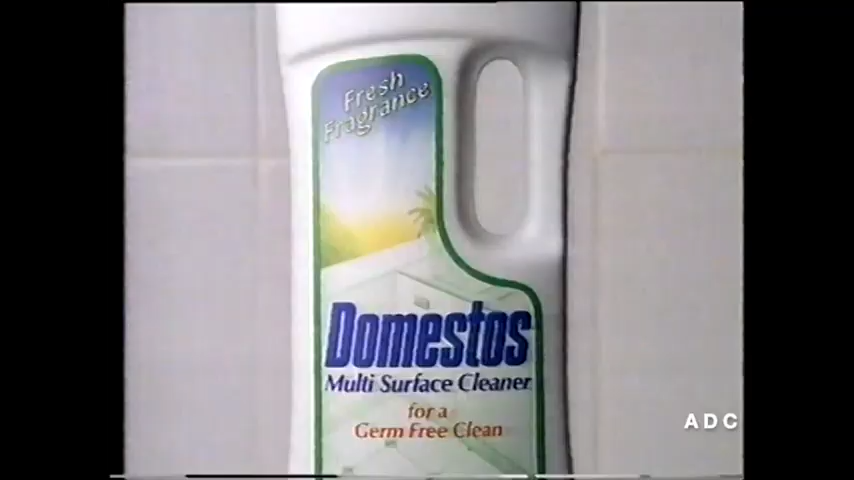 Fresh
Fragrance
Domestos
Multi Surface Cleaner
for a
Germ Free Clean
ADC